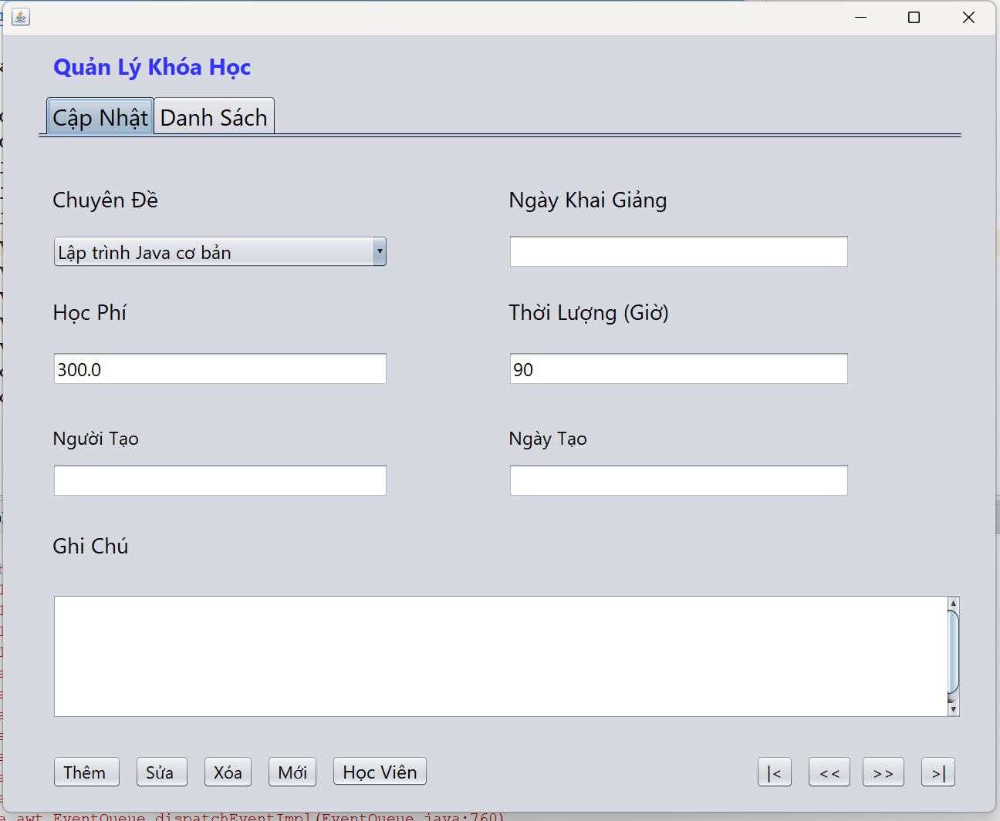 Quản Lý Khóa Học
Cập Nhật Danh Sách
Chuyên Đề Ngày Khai Giảng
Lập trình Java cơ bản
Học Phí Thời Lượng (Giờ)
300.0 90
Người Tạo Ngày Tạo
Ghi Chú
Thêm Sửa Xóa Mới Học Viên |< << >> >|
awt.EventQueue.dispatchEventImpl(EventQueue.java:760)